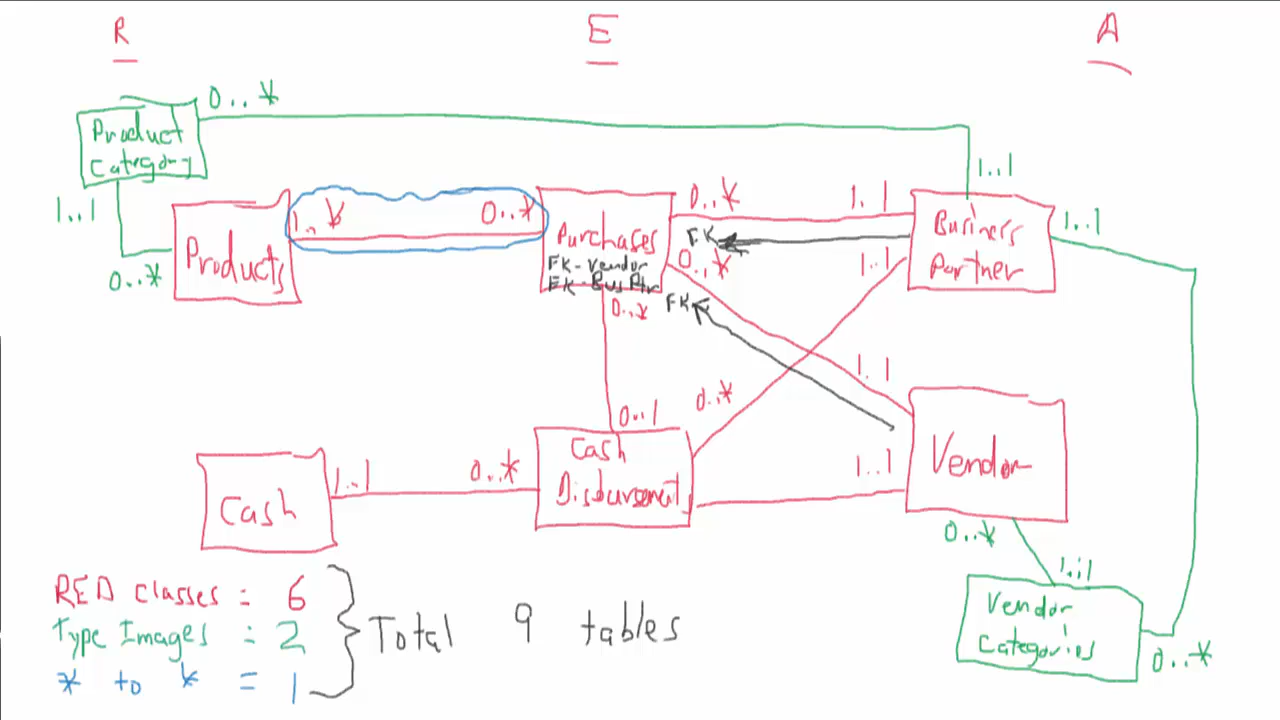 R E A
0..*
Product
Category
1..1
1..1
0..*
Products
1..*
0..*
Purchases
FK-Vendor
FK-Bus Ptr
0..*
1..1
FK
0..*
1..1
FK
0..*
1..1
Business
Partner
1..1
0..1
0..*
1..1
Cash
1..1
0..*
Cash
Disbursement
Vendor
0..*
1..1
Vendor
Categories
0..*
RED Classes : 6
Type Images : 2
* to * = 1
Total 9 tables